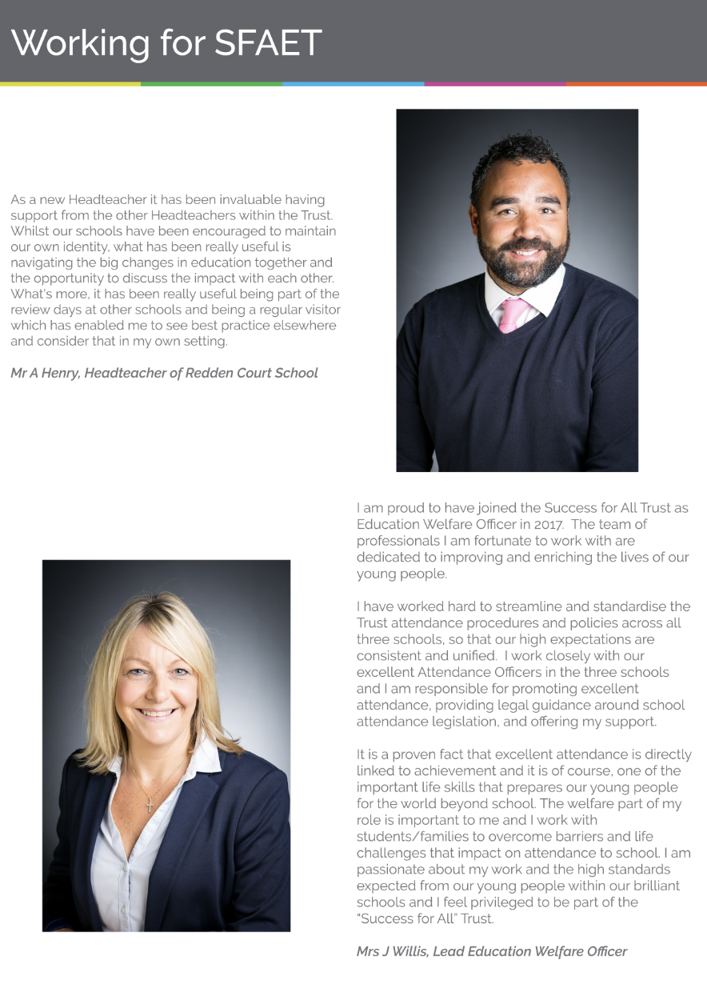 Working for SFAET
As a new Headteacher it has been invaluable having
support from the other Headteachers within the Trust.
Whilst our schools have been encouraged to maintain
our own identity, what has been really useful is
navigating the big changes in education together and
the opportunity to discuss the impact with each other.
What's more, it has been really useful being part of the
review days at other schools and being a regular visitor
which has enabled me to see best practice elsewhere
and consider that in my own setting.
Mr A Henry, Headteacher of Redden Court School
I am proud to have joined the Success for All Trust as
Education Welfare Officer in 2017.  The team of
professionals I am fortunate to work with are
dedicated to improving and enriching the lives of our
young people.
I have worked hard to streamline and standardise the
Trust attendance procedures and policies across all
three schools, so that our high expectations are
consistent and unified.  I work closely with our
excellent Attendance Officers in the three schools
and I am responsible for promoting excellent
attendance, providing legal guidance around school
attendance legislation, and offering my support.
It is a proven fact that excellent attendance is directly
linked to achievement and it is of course, one of the
important life skills that prepares our young people
for the world beyond school. The welfare part of my
role is important to me and I work with
students/families to overcome barriers and life
challenges that impact on attendance to school. I am
passionate about my work and the high standards
expected from our young people within our brilliant
schools and I feel privileged to be part of the
“Success for All” Trust.
Mrs J Willis, Lead Education Welfare Officer